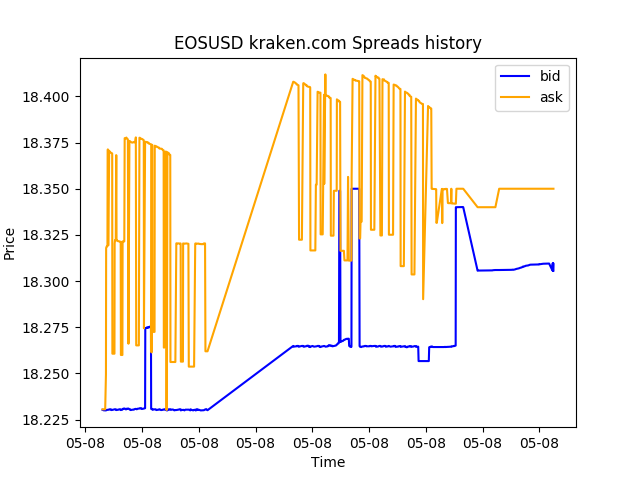 EOSUSD kraken.com Spreads history
bid
ask
18.400
18.375
18.350
18.325
18.300
18.275
18.250
18.225
Price
05-08 05-08 05-08 05-08 05-08 05-08 05-08 05-08 05-08
Time